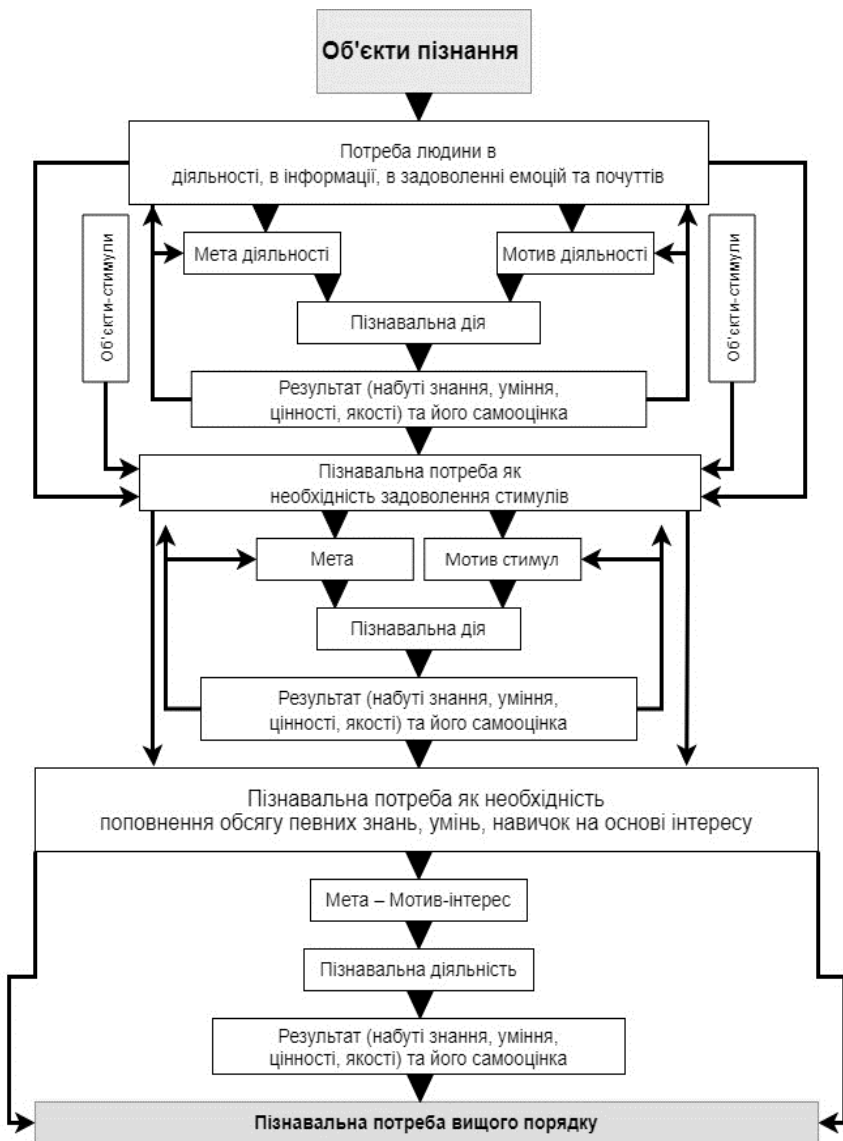 Об'єкти пізнання
Потреба людини в
діяльності, в інформації, в задоволенні емоцій та почуттів
Об'єкти-стимули
Мета діяльності
Мотив діяльності
Об'єкти-стимули
Пізнавальна дія
Результат (набуті знання, уміння,
цінності, якості) та його самооцінка
Пізнавальна потреба як
необхідність задоволення стимулів
Мета
Мотив стимул
Пізнавальна дія
Результат (набуті знання, уміння,
цінності, якості) та його самооцінка
Пізнавальна потреба як необхідність
поповнення обсягу певних знань, умінь, навичок на основі інтересу
Мета – Мотив-інтерес
Пізнавальна діяльність
Результат (набуті знання, уміння,
цінності, якості) та його самооцінка
Пізнавальна потреба вищого порядку